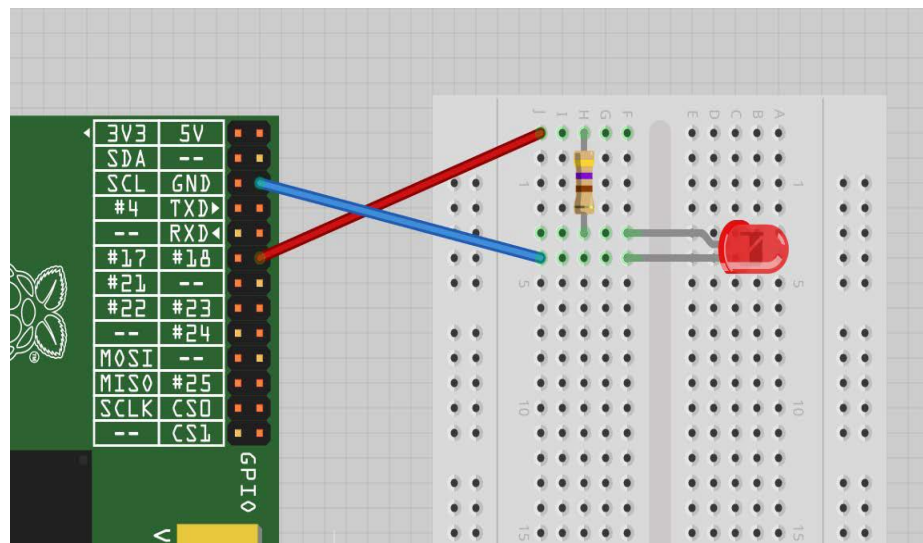 3V3 5V
SDA --
SCL GND
#4 TXD▶
-- RXD◀
#17 #18
#21 --
#22 #23
-- #24
MOSI --
MISO #25
SCLK CS0
-- CS1
GPIO
J I H G F E D C B A
1 1
5 5
10 10
15 15